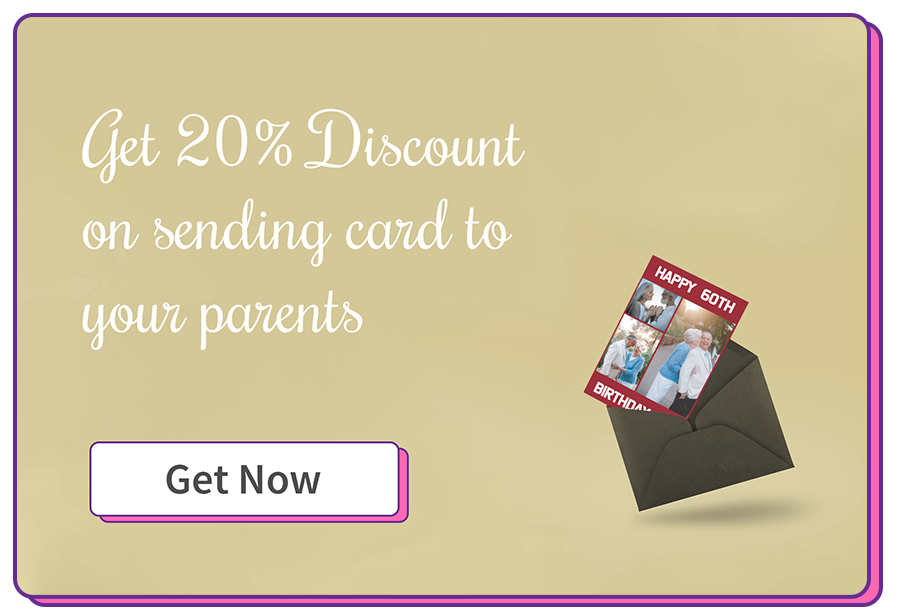 Get 20% Discount
on sending card to
your parents
HAPPY 60TH
BIRTHDAY
Get Now